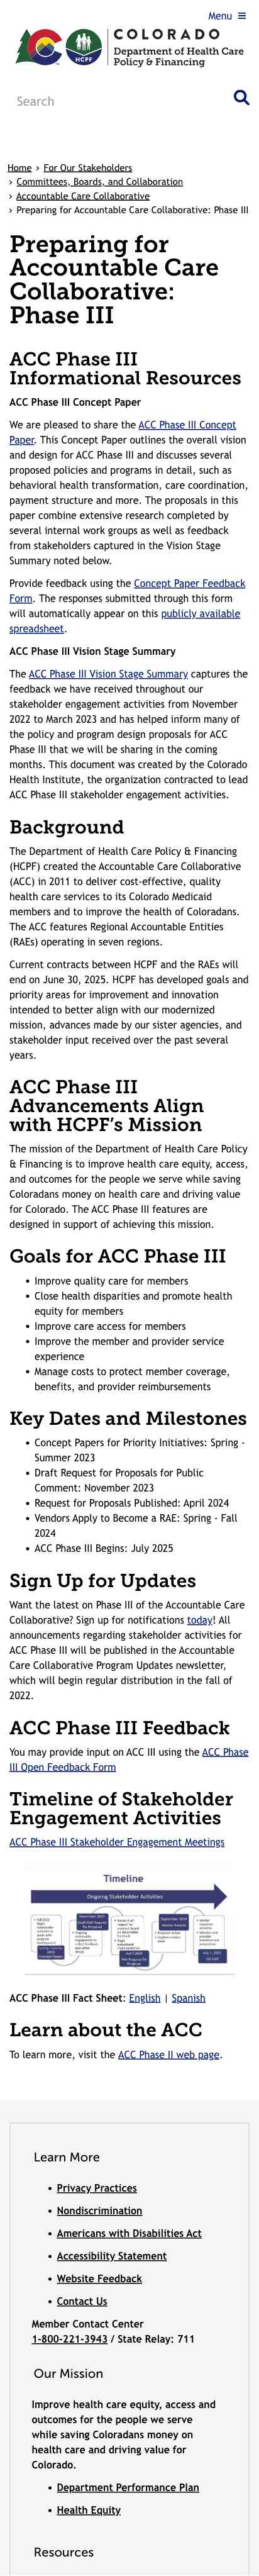 Menu ≡
COLORADO
Department of Health Care
Policy & Financing
HCPF
Search
Home › For Our Stakeholders
› Committees, Boards, and Collaboration
› Accountable Care Collaborative
› Preparing for Accountable Care Collaborative: Phase III
Preparing for
Accountable Care
Collaborative:
Phase III
ACC Phase III
Informational Resources
ACC Phase III Concept Paper
We are pleased to share the ACC Phase III Concept
Paper. This Concept Paper outlines the overall vision
and design for ACC Phase III and discusses several
proposed policies and programs in detail, such as
behavioral health transformation, care coordination,
payment structure and more. The proposals in this
paper combine extensive research completed by
several internal work groups as well as feedback
from stakeholders captured in the Vision Stage
Summary noted below.
Provide feedback using the Concept Paper Feedback
Form. The responses submitted through this form
will automatically appear on this publicly available
spreadsheet.
ACC Phase III Vision Stage Summary
The ACC Phase III Vision Stage Summary captures the
feedback we have received throughout our
stakeholder engagement activities from November
2022 to March 2023 and has helped inform many of
the policy and program design proposals for ACC
Phase III that we will be sharing in the coming
months. This document was created by the Colorado
Health Institute, the organization contracted to lead
ACC Phase III stakeholder engagement activities.
Background
The Department of Health Care Policy & Financing
(HCPF) created the Accountable Care Collaborative
(ACC) in 2011 to deliver cost-effective, quality
health care services to its Colorado Medicaid
members and to improve the health of Coloradans.
The ACC features Regional Accountable Entities
(RAEs) operating in seven regions.
Current contracts between HCPF and the RAEs will
end on June 30, 2025. HCPF has developed goals and
priority areas for improvement and innovation
intended to better align with our modernized
mission, advances made by our sister agencies, and
stakeholder input received over the past several
years.
ACC Phase III
Advancements Align
with HCPF’s Mission
The mission of the Department of Health Care Policy
& Financing is to improve health care equity, access,
and outcomes for the people we serve while saving
Coloradans money on health care and driving value
for Colorado. The ACC Phase III features are
designed in support of achieving this mission.
Goals for ACC Phase III
• Improve quality care for members
• Close health disparities and promote health
equity for members
• Improve care access for members
• Improve the member and provider service
experience
• Manage costs to protect member coverage,
benefits, and provider reimbursements
Key Dates and Milestones
• Concept Papers for Priority Initiatives: Spring -
Summer 2023
• Draft Request for Proposals for Public
Comment: November 2023
• Request for Proposals Published: April 2024
• Vendors Apply to Become a RAE: Spring - Fall
2024
• ACC Phase III Begins: July 2025
Sign Up for Updates
Want the latest on Phase III of the Accountable Care
Collaborative? Sign up for notifications today! All
announcements regarding stakeholder activities for
ACC Phase III will be published in the Accountable
Care Collaborative Program Updates newsletter,
which will begin regular distribution in the fall of
2022.
ACC Phase III Feedback
You may provide input on ACC III using the ACC Phase
III Open Feedback Form
Timeline of Stakeholder
Engagement Activities
ACC Phase III Stakeholder Engagement Meetings
Timeline
Ongoing Stakeholder Activities
ACC Phase III Fact Sheet: English | Spanish
Learn about the ACC
To learn more, visit the ACC Phase II web page.
Learn More
• Privacy Practices
• Nondiscrimination
• Americans with Disabilities Act
• Accessibility Statement
• Website Feedback
• Contact Us
Member Contact Center
1-800-221-3943 / State Relay: 711
Our Mission
Improve health care equity, access and
outcomes for the people we serve
while saving Coloradans money on
health care and driving value for
Colorado.
• Department Performance Plan
• Health Equity
Resources